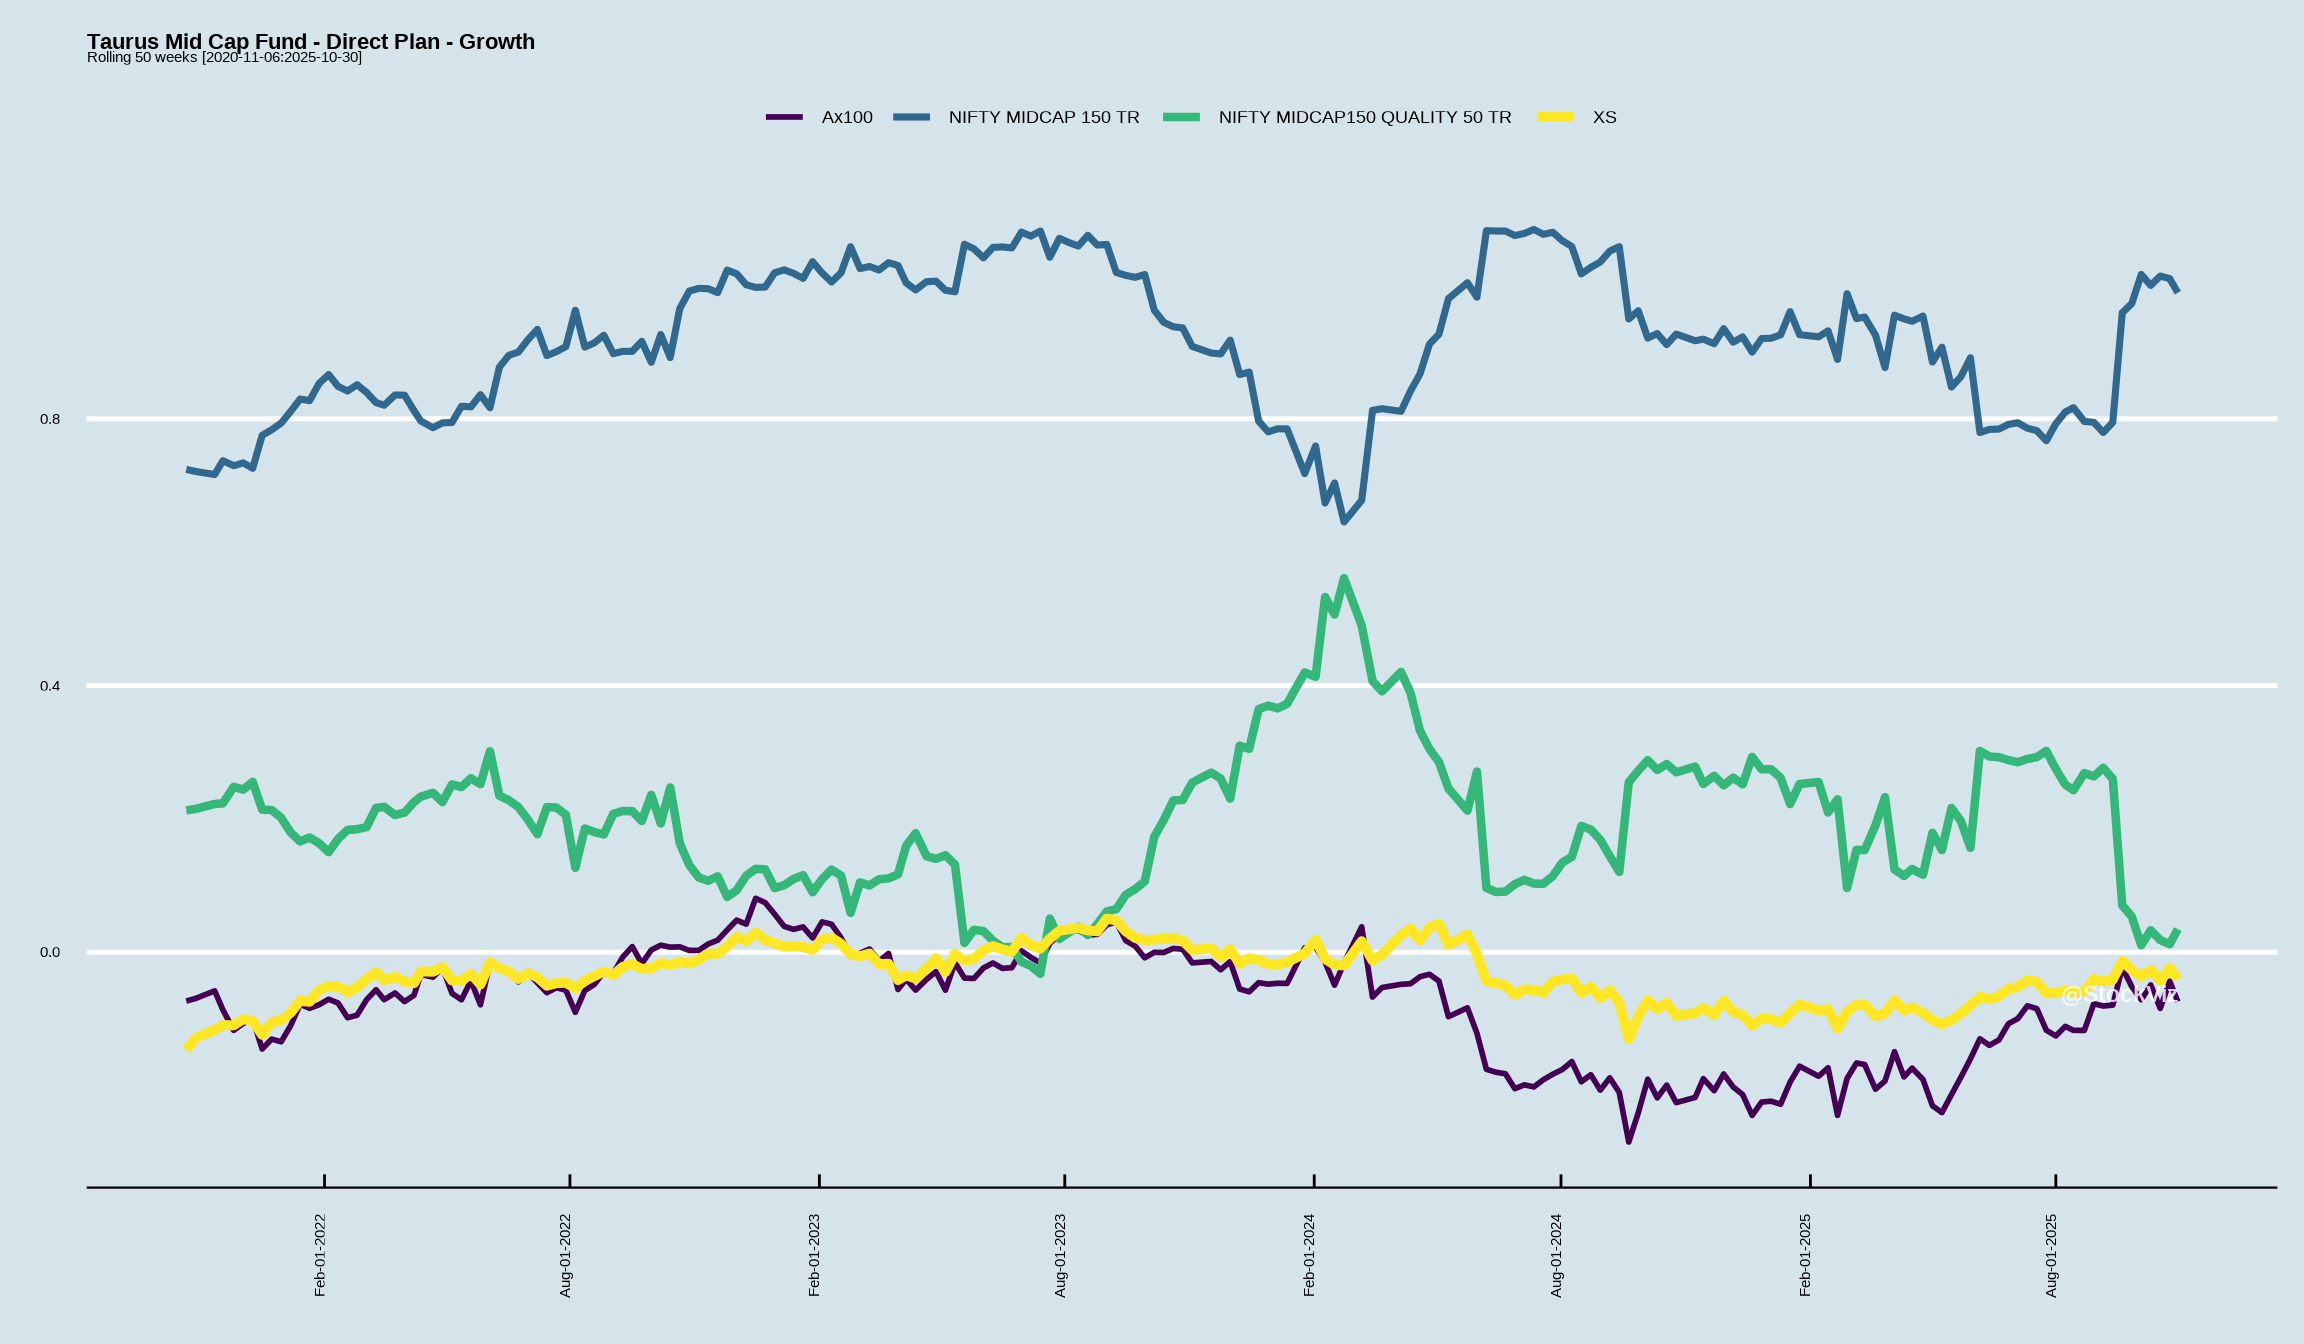 Taurus Mid Cap Fund - Direct Plan - Growth
Rolling 50 weeks [2020-11-06:2025-10-30]
Ax100 NIFTY MIDCAP 150 TR NIFTY MIDCAP150 QUALITY 50 TR XS
0.8
0.4
0.0
@StockViz
Feb-01-2022 Aug-01-2022 Feb-01-2023 Aug-01-2023 Feb-01-2024 Aug-01-2024 Feb-01-2025 Aug-01-2025